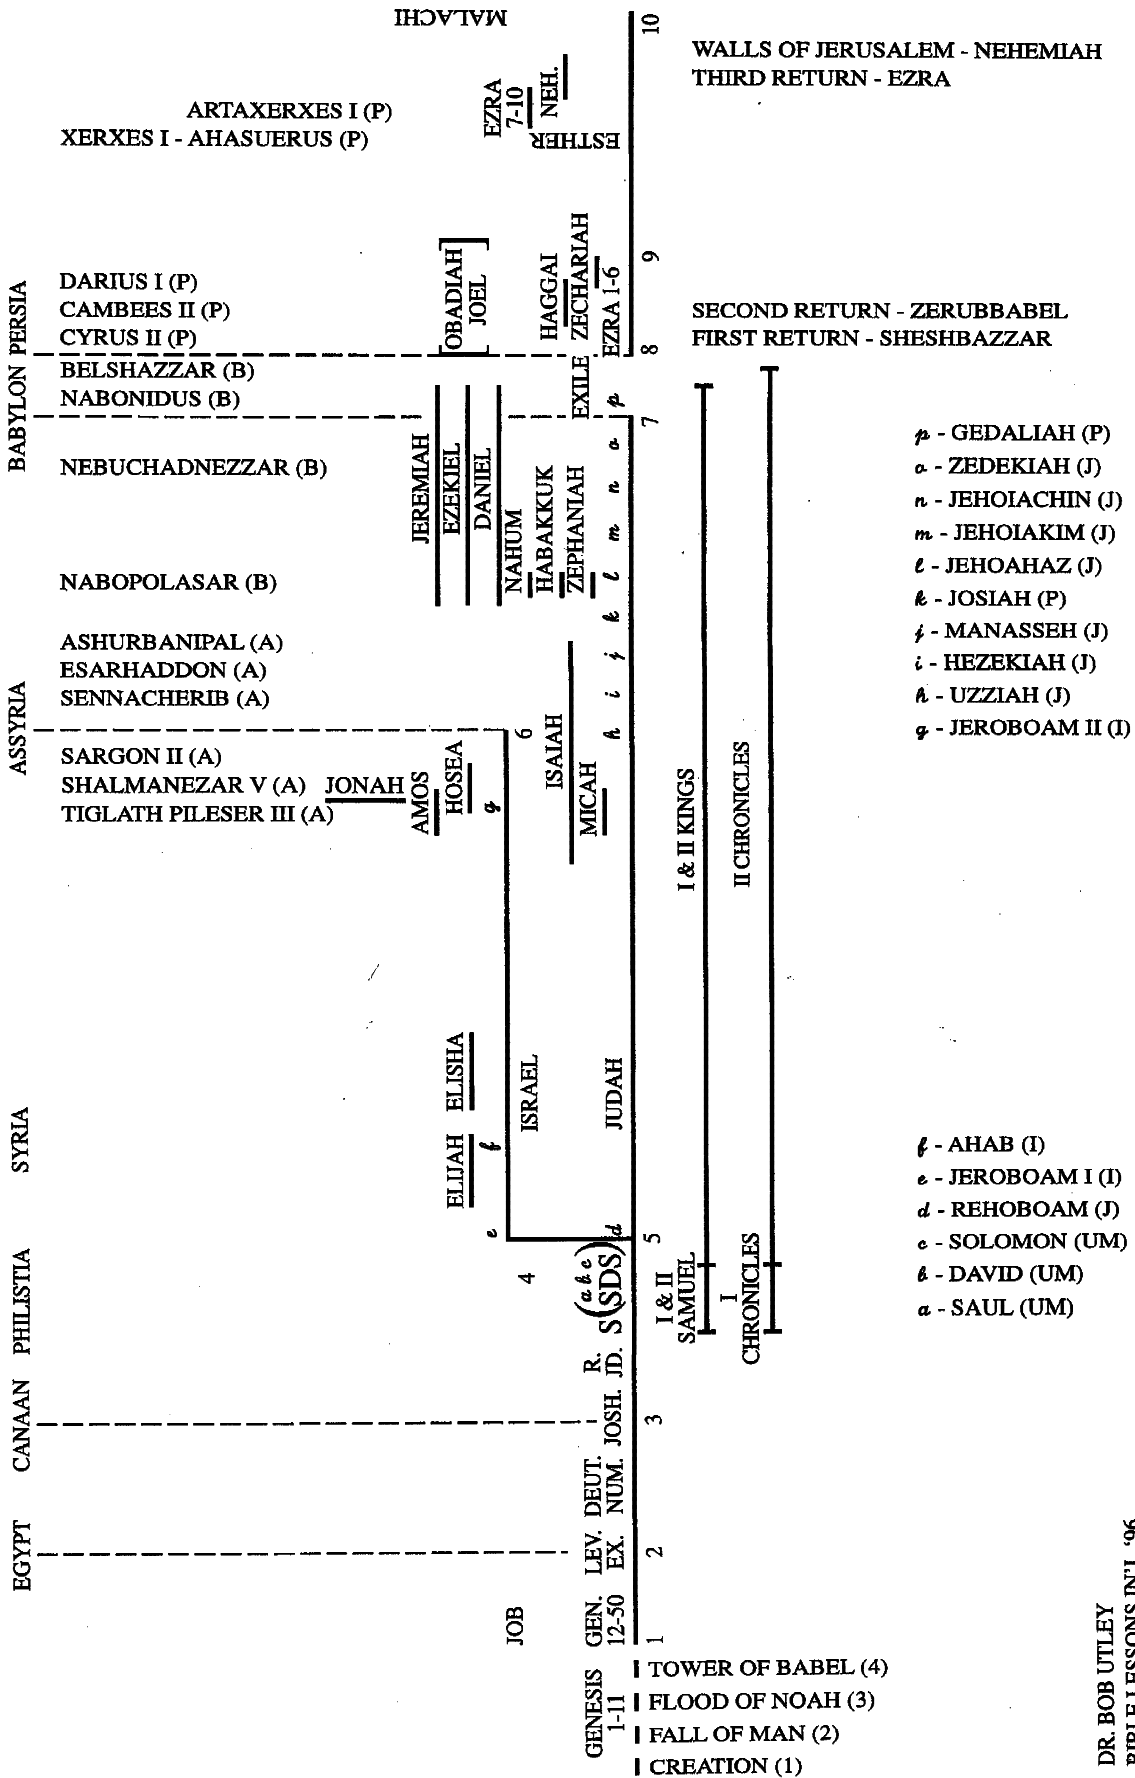 MALACHI
10
WALLS OF JERUSALEM - NEHEMIAH
THIRD RETURN - EZRA
NEH.
EZRA
7-10
ARTAXERXES I (P)
XERXES I - AHASUERUS (P)
ESTHER
PERSIA
DARIUS I (P)
CAMBEES II (P)
CYRUS II (P)
OBADIAH
JOEL
HAGGAI
ZECHARIAH
EZRA 1-6
9
SECOND RETURN - ZERUBBABEL
FIRST RETURN - SHESHBAZZAR
8
BABYLON
BELSHAZZAR (B)
NABONIDUS (B)
EXILE
p
7
NEBUCHADNEZZAR (B)
NABOPOLASAR (B)
JEREMIAH
EZEKIEL
DANIEL
NAHUM
HABAKKUK
ZEPHANIAH
o
n
m
l
k
j
i
h
p - GEDALIAH (P)
o - ZEDEKIAH (J)
n - JEHOIACHIN (J)
m - JEHOIAKIM (J)
l - JEHOAHAZ (J)
k - JOSIAH (P)
j - MANASSEH (J)
i - HEZEKIAH (J)
h - UZZIAH (J)
g - JEROBOAM II (I)
ASSYRIA
ASHURBANIPAL (A)
ESARHADDON (A)
SENNACHERIB (A)
SARGON II (A)
SHALMANEZAR V (A)
TIGLATH PILESER III (A)
JONAH
AMOS
HOSEA
g
6
ISAIAH
MICAH
I & II KINGS
II CHRONICLES
SYRIA
ELISHA
ELIJAH
f
e
ISRAEL
JUDAH
d
5
f - AHAB (I)
e - JEROBOAM I (I)
d - REHOBOAM (J)
c - SOLOMON (UM)
b - DAVID (UM)
a - SAUL (UM)
PHILISTIA
4
a b c
S (SDS)
I & II
SAMUEL
I
CHRONICLES
R.
JD.
CANAAN
JOSH.
3
DEUT.
NUM.
EGYPT
LEV.
EX.
2
JOB
GEN.
12-50
1
GENESIS
1-11
TOWER OF BABEL (4)
FLOOD OF NOAH (3)
FALL OF MAN (2)
CREATION (1)
DR. BOB UTLEY
BIBLE LESSONS INT'L '96